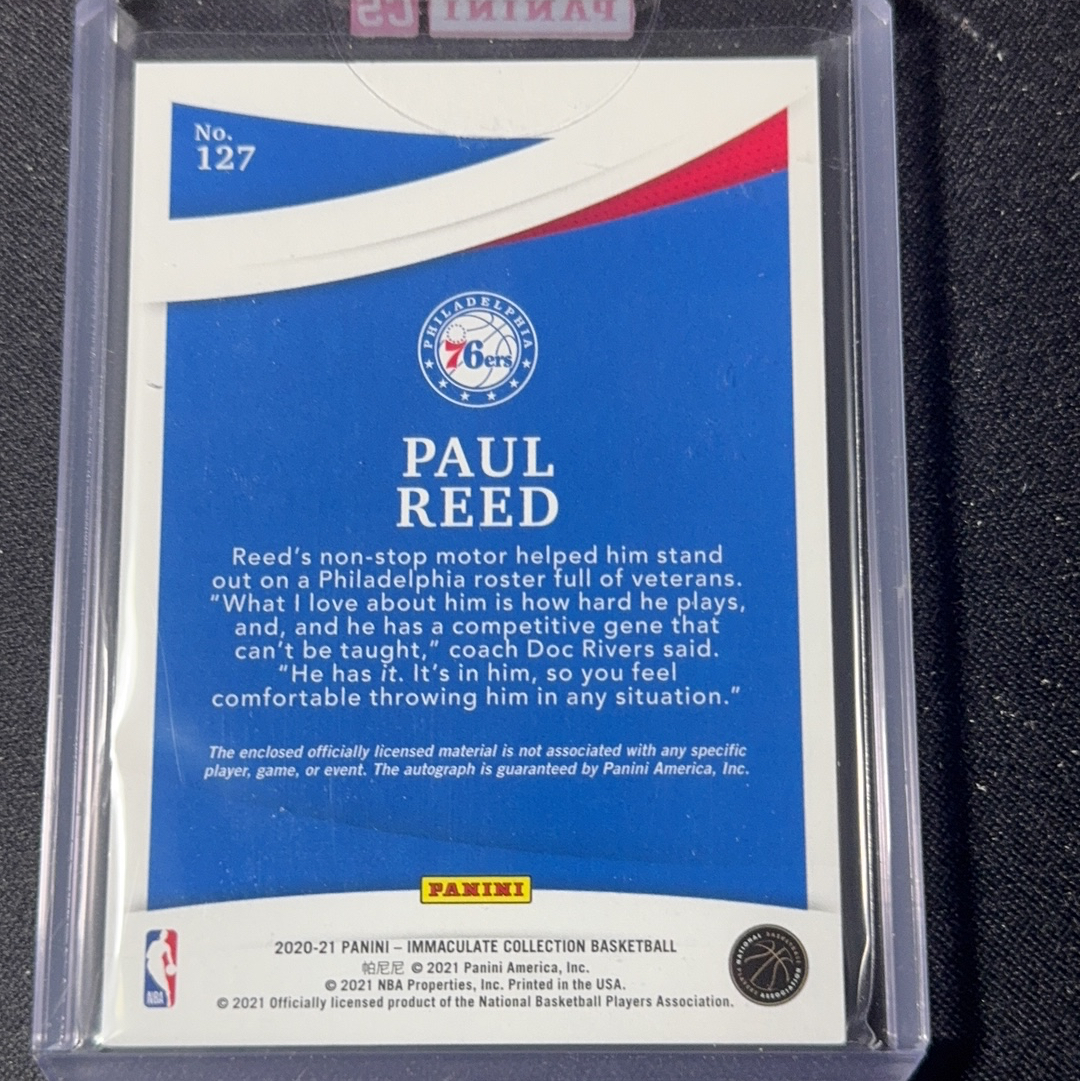 PANINI
No.
127
PHILADELPHIA
76ers
PAUL
REED
Reed's non-stop motor helped him stand
out on a Philadelphia roster full of veterans.
“What I love about him is how hard he plays,
and, and he has a competitive gene that
can't be taught,” coach Doc Rivers said.
“He has it. It's in him, so you feel
comfortable throwing him in any situation.”
The enclosed officially licensed material is not associated with any specific
player, game, or event. The autograph is guaranteed by Panini America, Inc.
PANINI
2020-21 PANINI – IMMACULATE COLLECTION BASKETBALL
帕尼尼 © 2021 Panini America, Inc.
© 2021 NBA Properties, Inc. Printed in the USA.
© 2021 Officially licensed product of the National Basketball Players Association.
NBA
NATIONAL BASKETBALL
ASSOCIATION